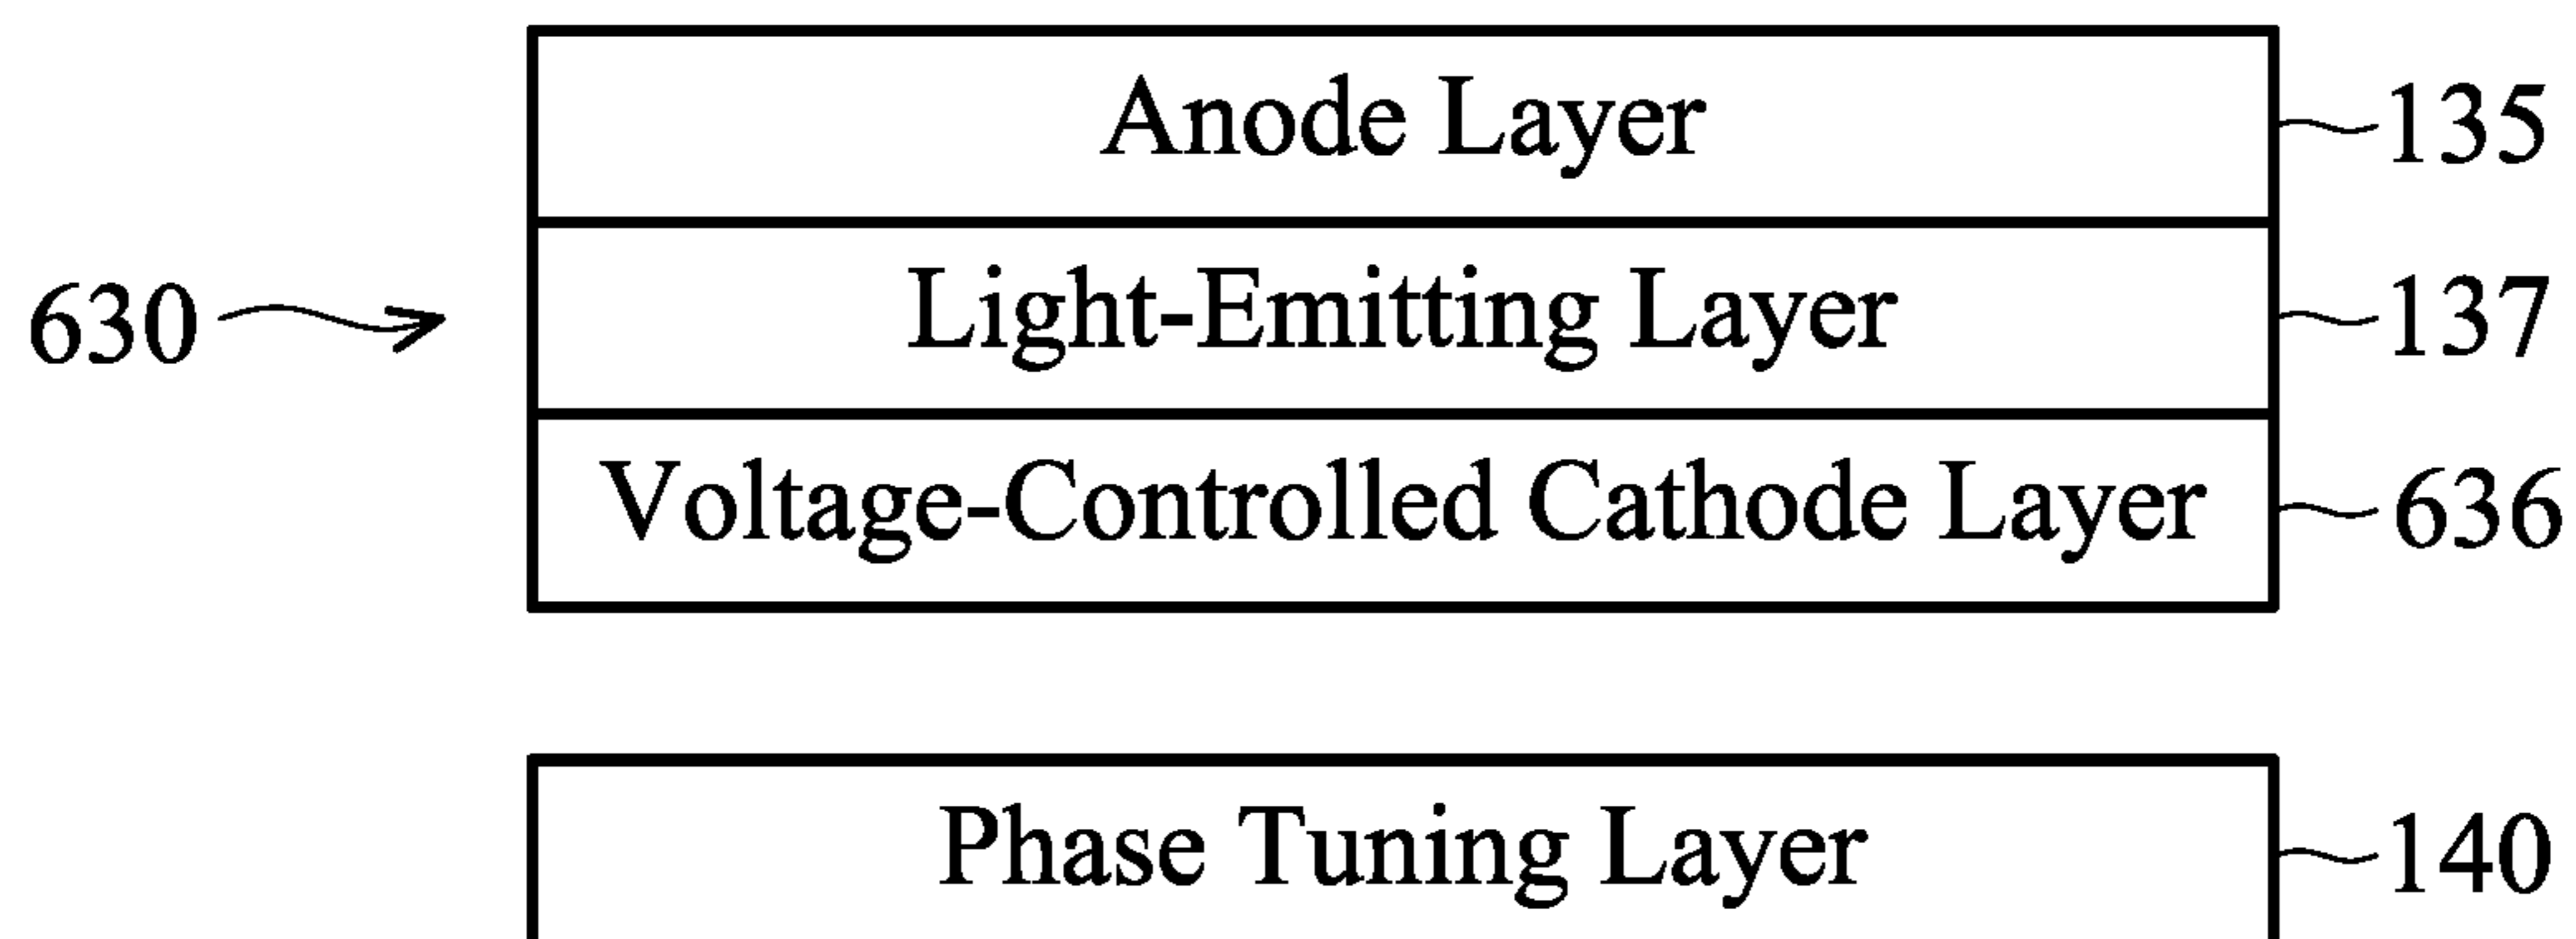 Anode Layer 135
630 Light-Emitting Layer 137
Voltage-Controlled Cathode Layer 636
Phase Tuning Layer 140